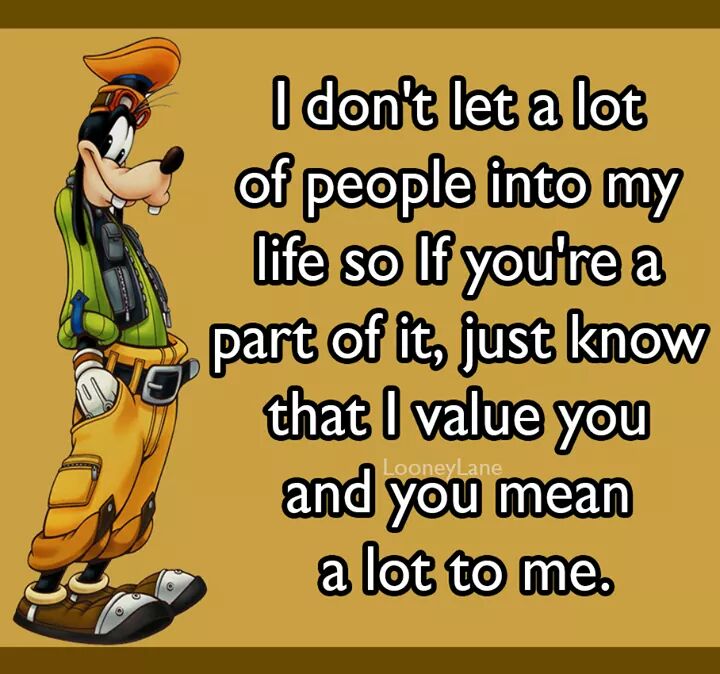 I don't let a lot
of people into my
life so If you're a
part of it, just know
that I value you
LooneyLane
and you mean
a lot to me.